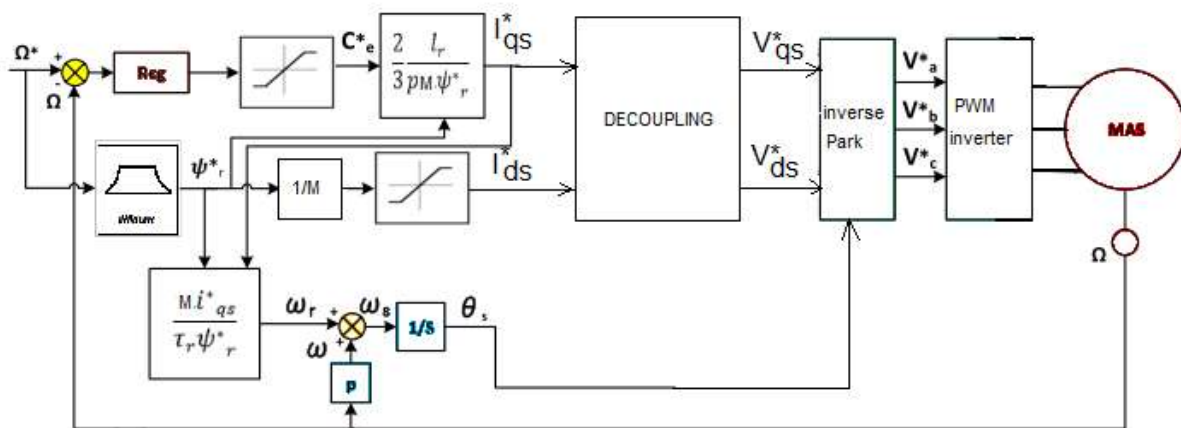 Ω*
+
-
Ω
Reg
C*e
2 lr
3 pM.ψ*r
I*qs
DECOUPLING
V*qs
inverse
Park
V*a
V*b
V*c
PWM
inverter
MAS
Ω
ψ*r
1/M
I*ds
V*ds
M.i*qs
τrψ*r
ωr
+
ωs
1/S
θs
ω
+
p